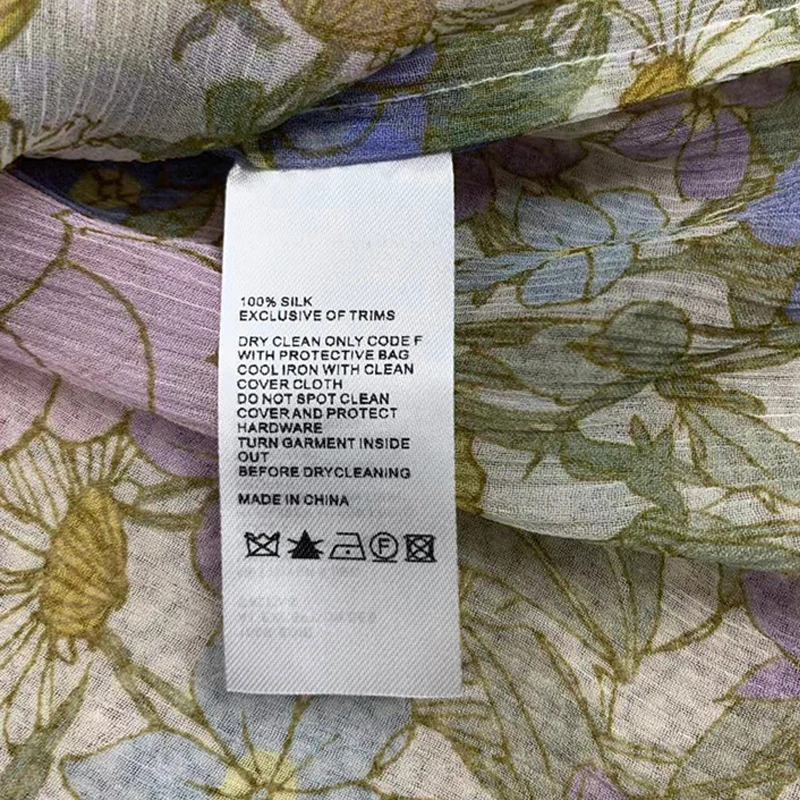 100% SILK
EXCLUSIVE OF TRIMS
DRY CLEAN ONLY CODE F
WITH PROTECTIVE BAG
COOL IRON WITH CLEAN
COVER CLOTH
DO NOT SPOT CLEAN
COVER AND PROTECT
HARDWARE
TURN GARMENT INSIDE
OUT
BEFORE DRYCLEANING
MADE IN CHINA
F